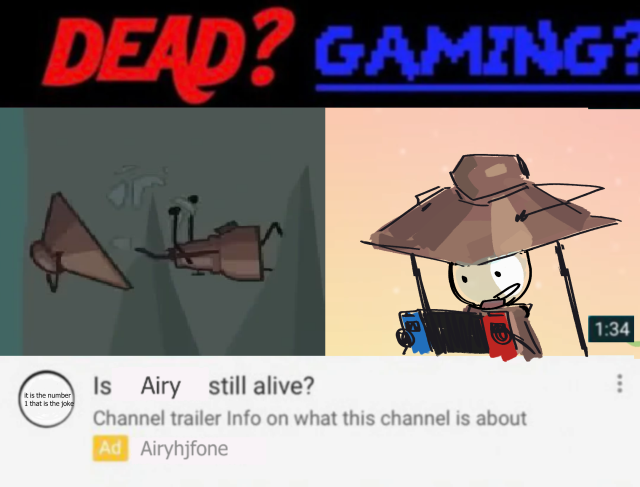 DEAD? GAMING?
1:34
it is the number
1 that is the joke
Is Airy still alive?
Channel trailer Info on what this channel is about
Ad Airyhjfone